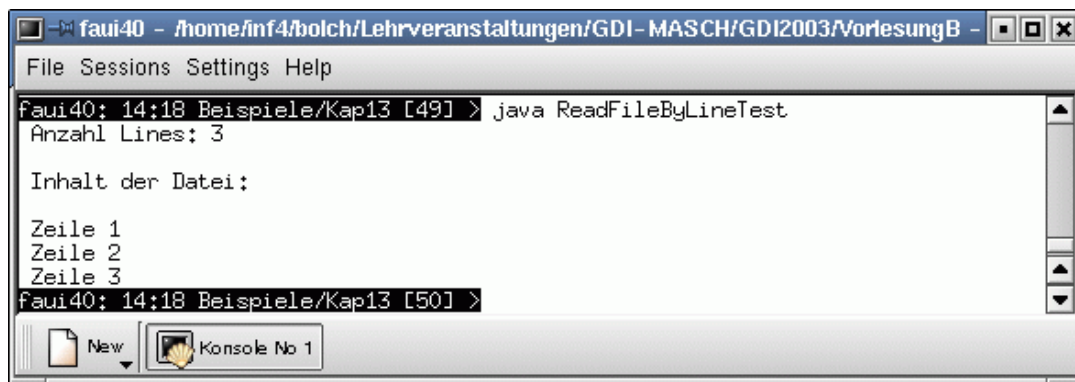 faui40 - /home/inf4/bolch/Lehrveranstaltungen/GDI-MASCH/GDI2003/VorlesungB -
File Sessions Settings Help
faui40: 14:18 Beispiele/Kap13 [49] > java ReadFileByLineTest
Anzahl Lines: 3
Inhalt der Datei:
Zeile 1
Zeile 2
Zeile 3
faui40: 14:18 Beispiele/Kap13 [50] >
New Konsole No 1